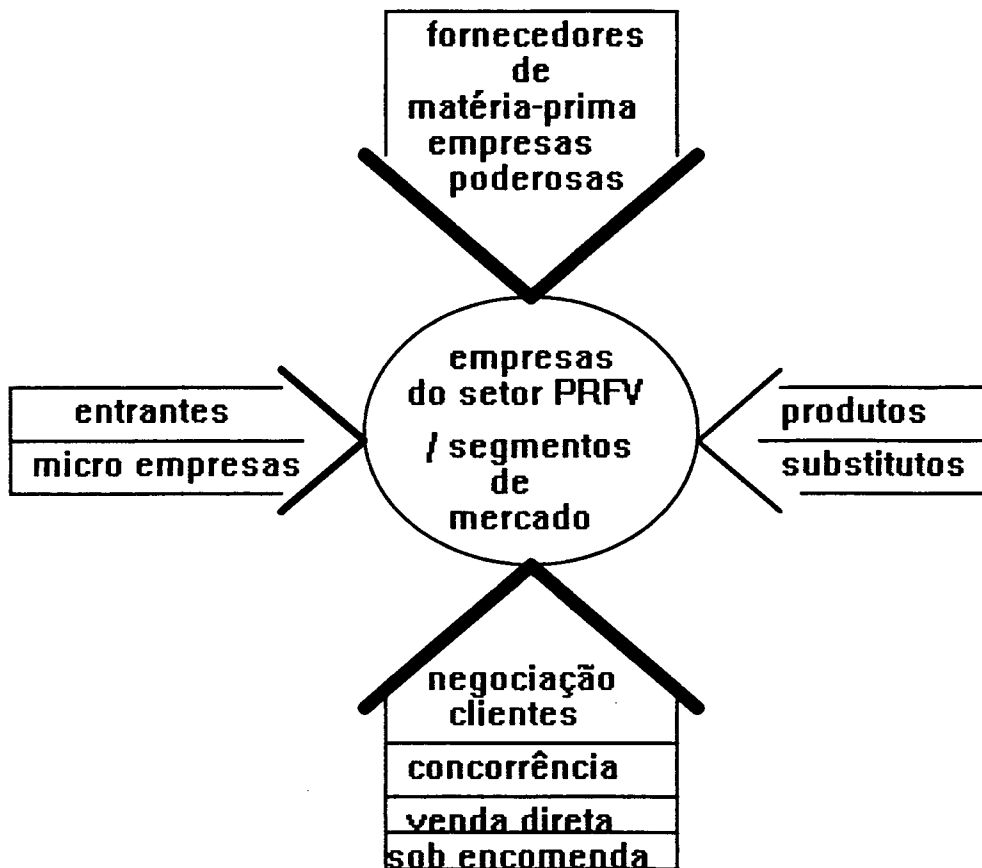 fornecedores
de
matéria-prima
empresas
poderosas
empresas
do setor PRFV
/ segmentos
de
mercado
entrantes
micro empresas
produtos
substitutos
negociação
clientes
concorrência
venda direta
sob encomenda